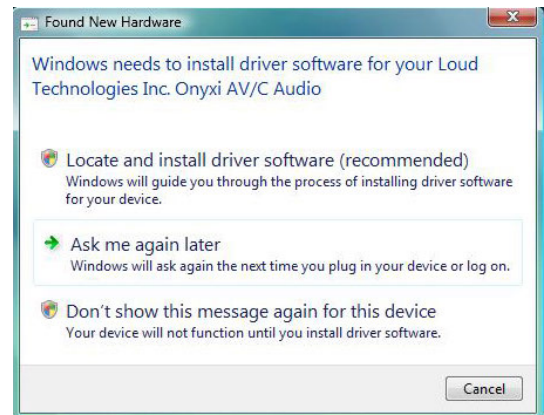 Found New Hardware
Windows needs to install driver software for your Loud
Technologies Inc. Onyxi AV/C Audio
Locate and install driver software (recommended)
Windows will guide you through the process of installing driver software
for your device.
Ask me again later
Windows will ask again the next time you plug in your device or log on.
Don't show this message again for this device
Your device will not function until you install driver software.
Cancel